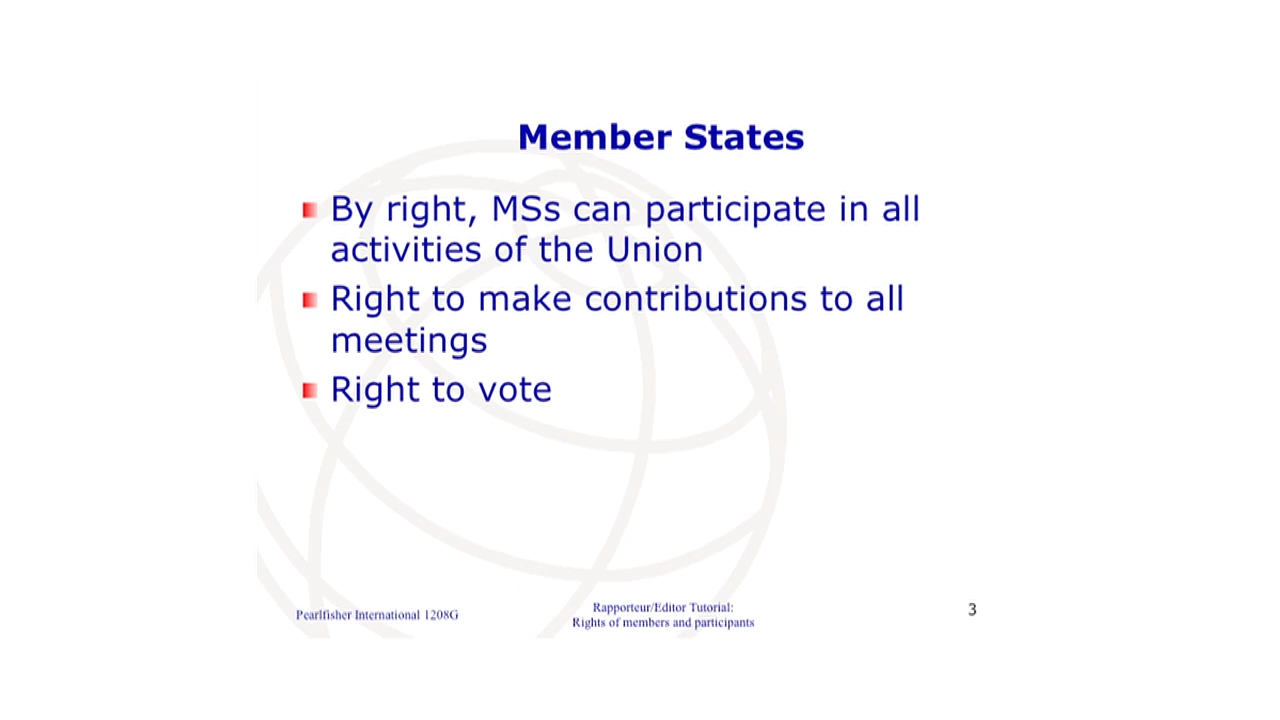 Member States
By right, MSs can participate in all
activities of the Union
Right to make contributions to all
meetings
Right to vote
Pearlfisher International 1208G
Rapporteur/Editor Tutorial:
Rights of members and participants
3